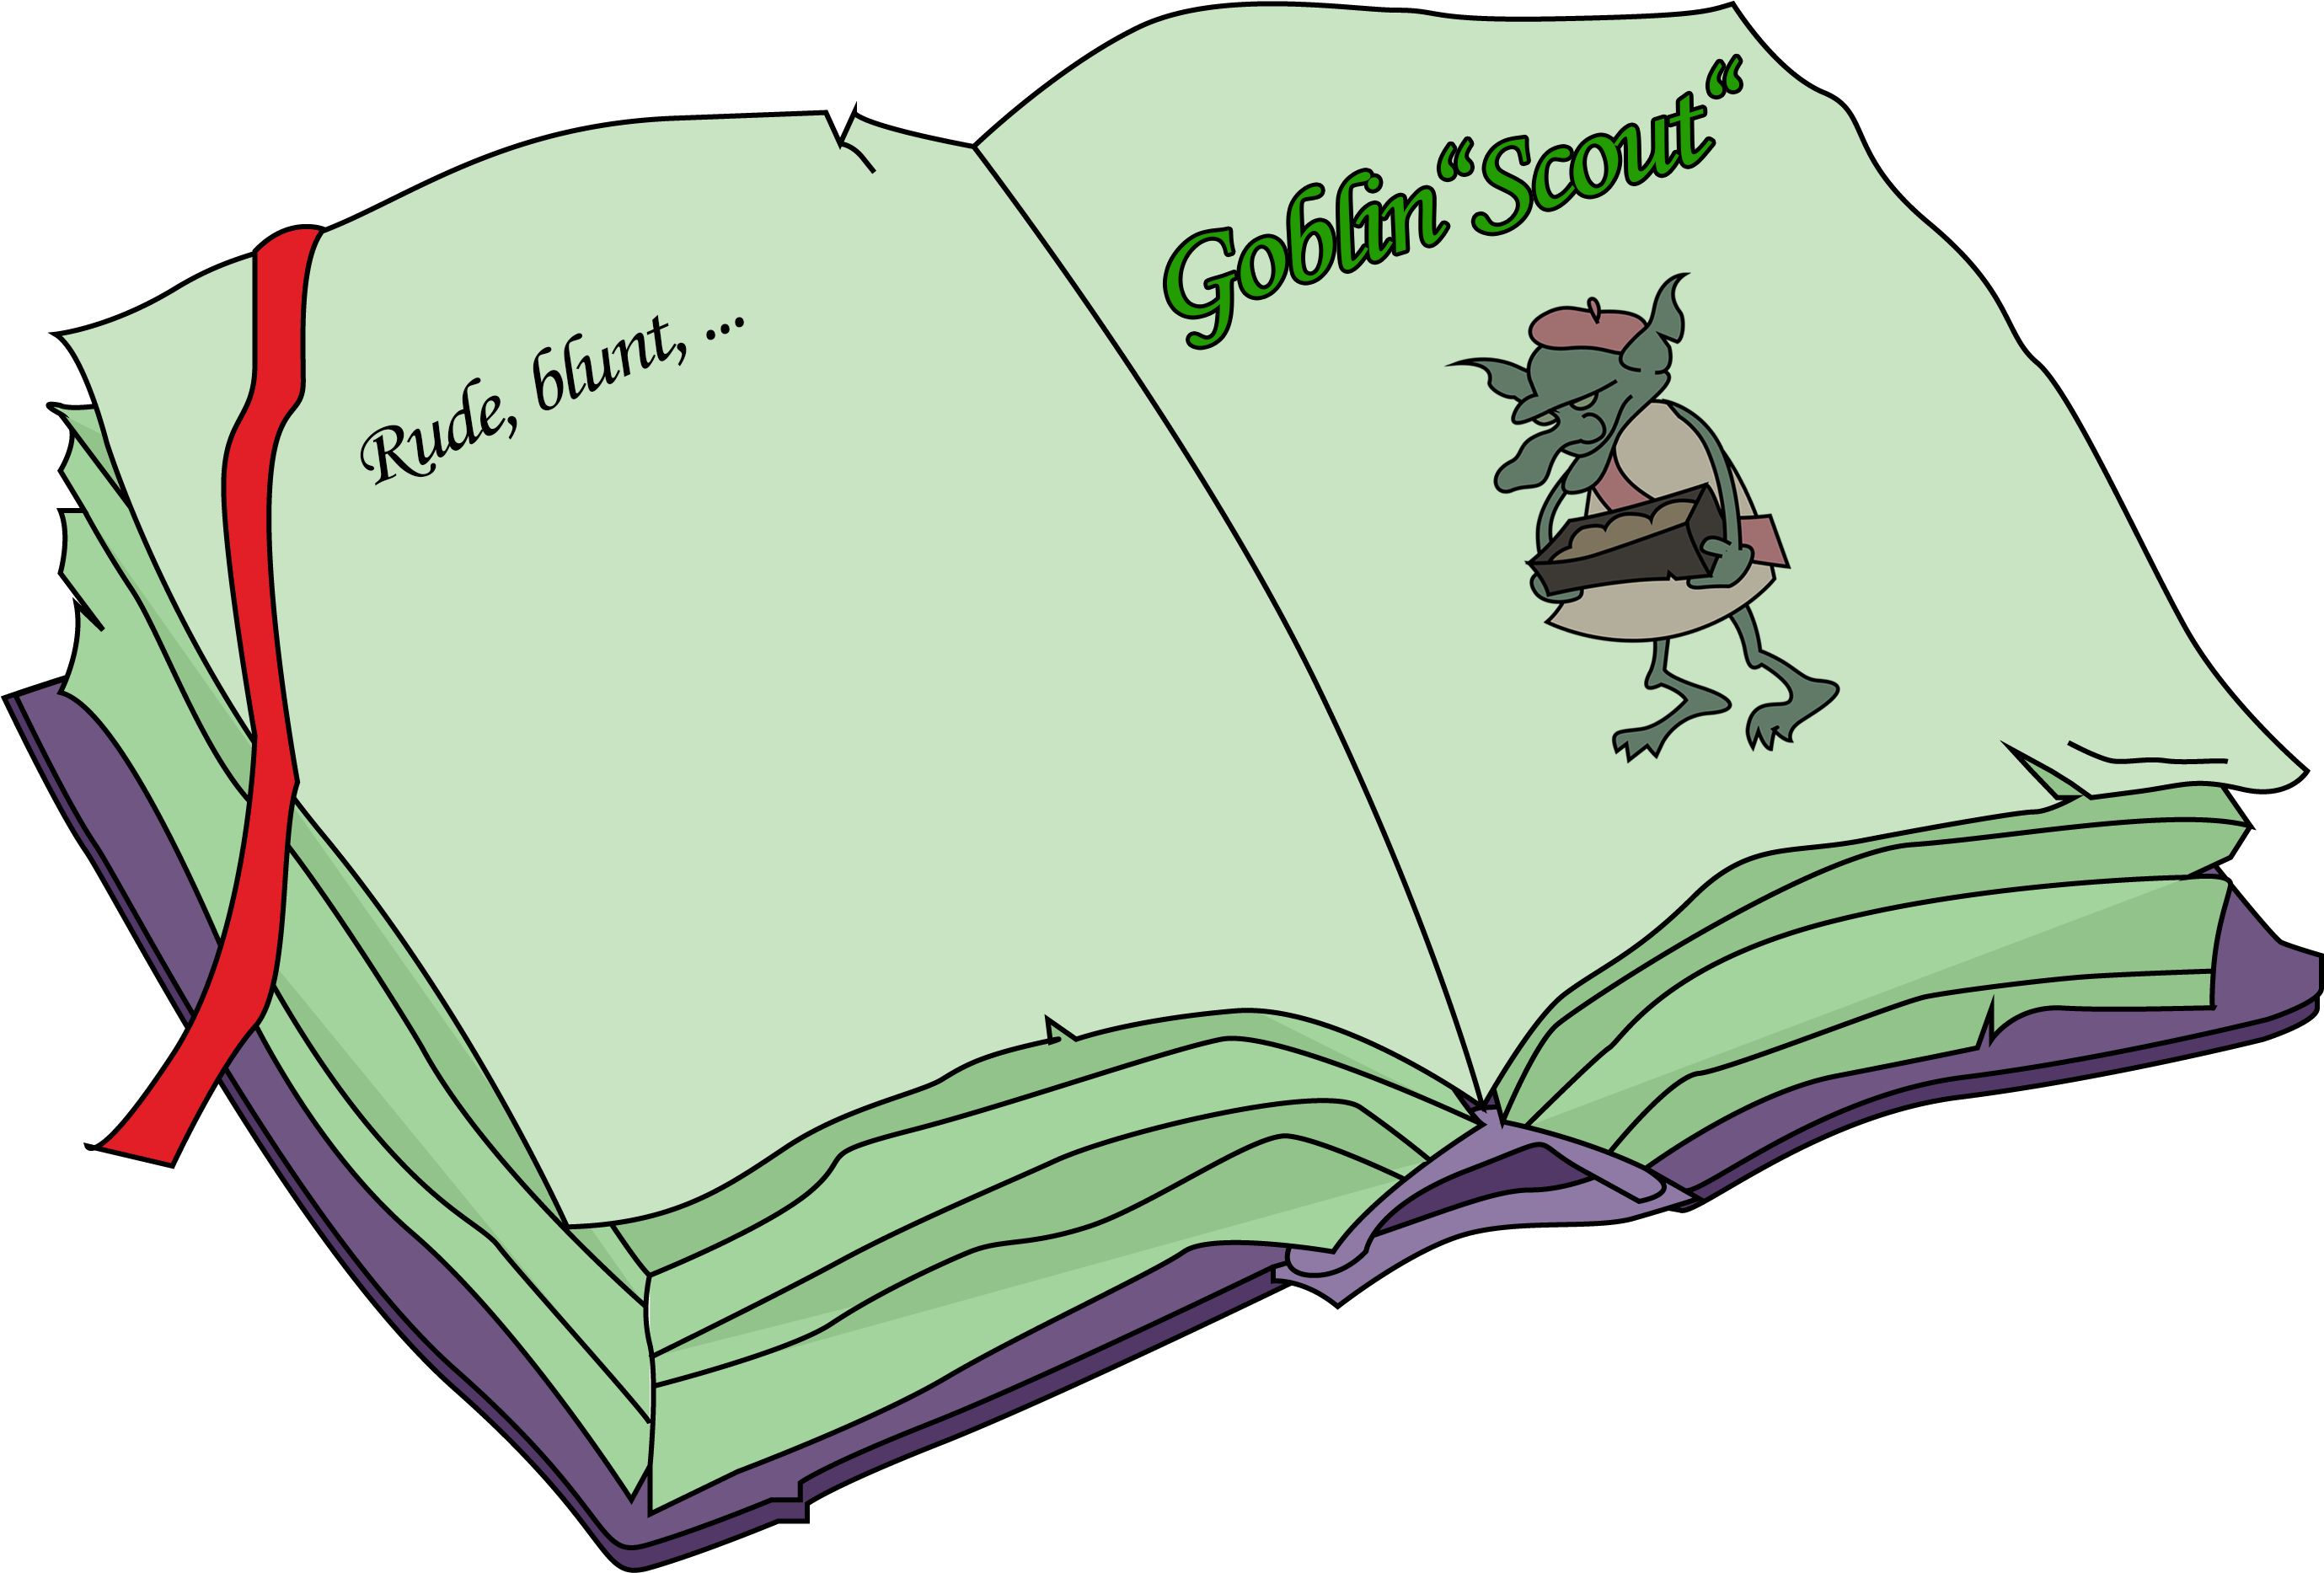 Rude, blunt, ...
Goblin “Scout“